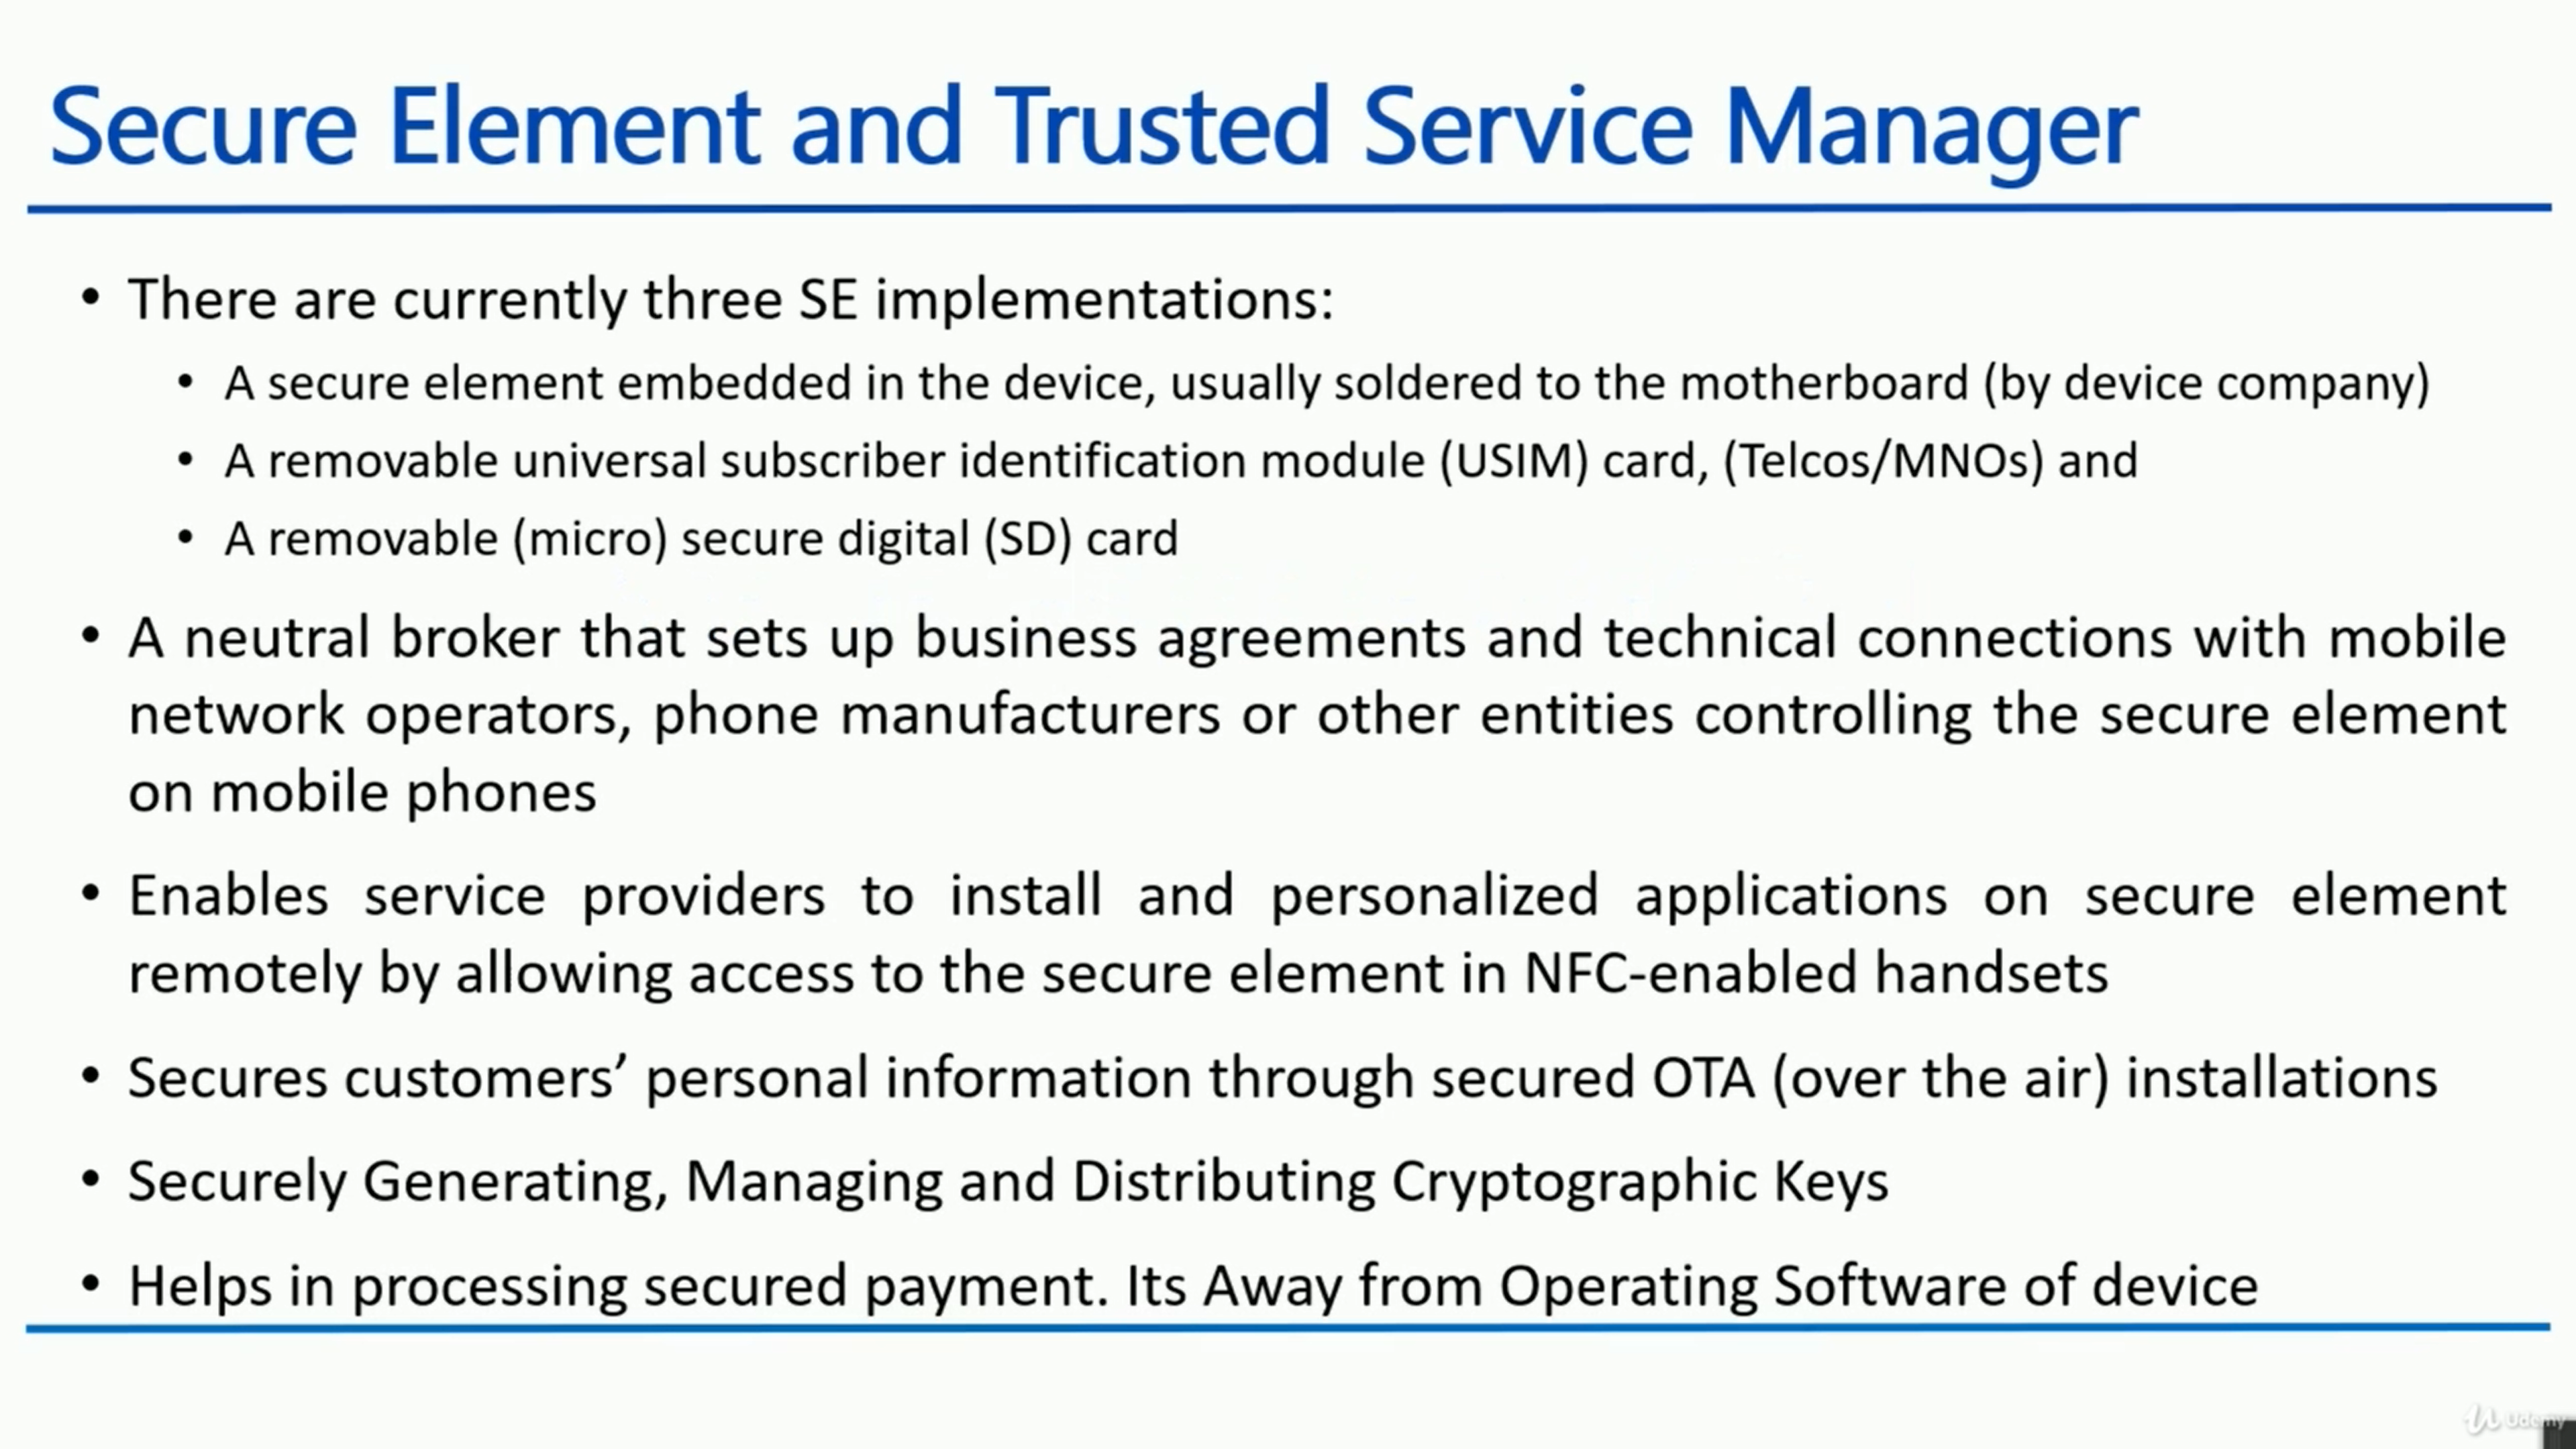 Secure Element and Trusted Service Manager
• There are currently three SE implementations:
• A secure element embedded in the device, usually soldered to the motherboard (by device company)
• A removable universal subscriber identification module (USIM) card, (Telcos/MNOs) and
• A removable (micro) secure digital (SD) card
• A neutral broker that sets up business agreements and technical connections with mobile
network operators, phone manufacturers or other entities controlling the secure element
on mobile phones
• Enables service providers to install and personalized applications on secure element
remotely by allowing access to the secure element in NFC-enabled handsets
• Secures customers’ personal information through secured OTA (over the air) installations
• Securely Generating, Managing and Distributing Cryptographic Keys
• Helps in processing secured payment. Its Away from Operating Software of device
Udemy